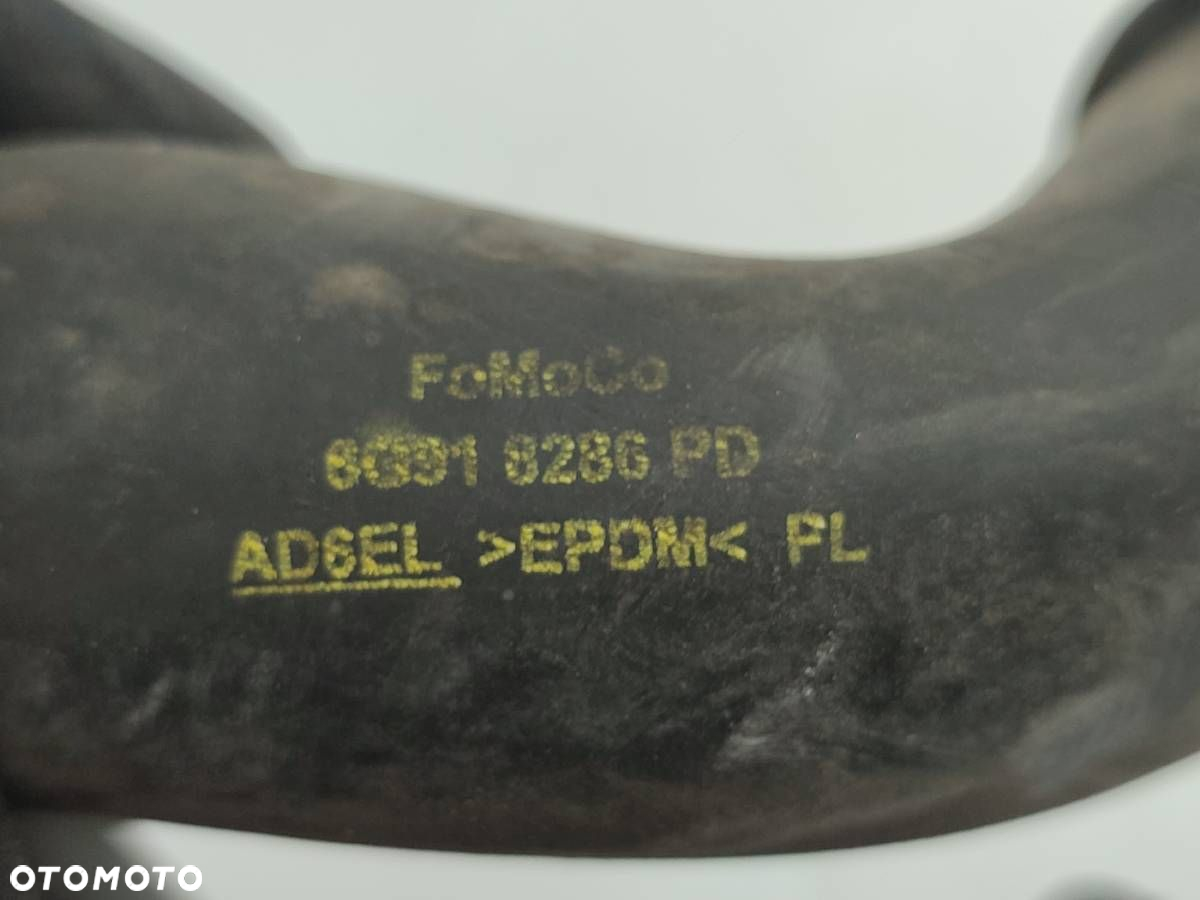 FoMoCo
6G91 8286 PD
AD6EL >EPDM< PL
OTOMOTO